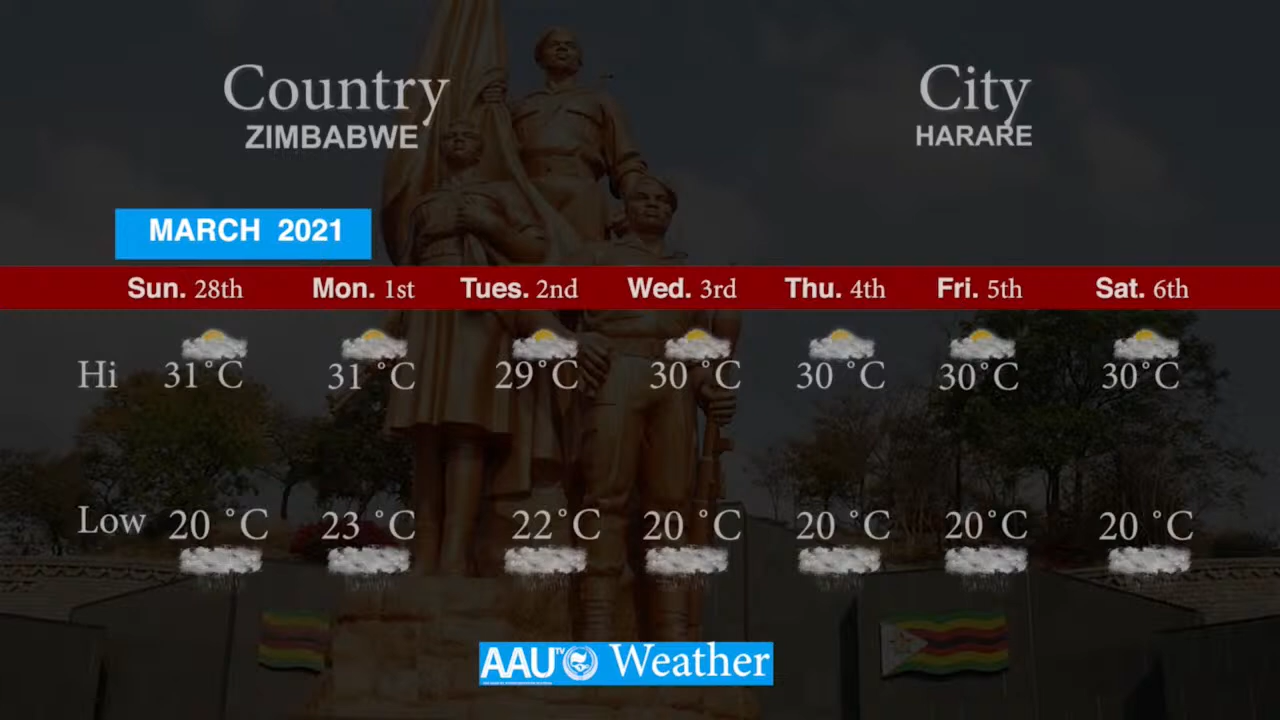 Country
ZIMBABWE
City
HARARE
MARCH 2021
Sun. 28th Mon. 1st Tues. 2nd Wed. 3rd Thu. 4th Fri. 5th Sat. 6th
Hi 31°C 31 °C 29°C 30 °C 30 °C 30°C 30°C
Low 20 °C 23 °C 22°C 20 °C 20 °C 20°C 20 °C
AAU TV Weather